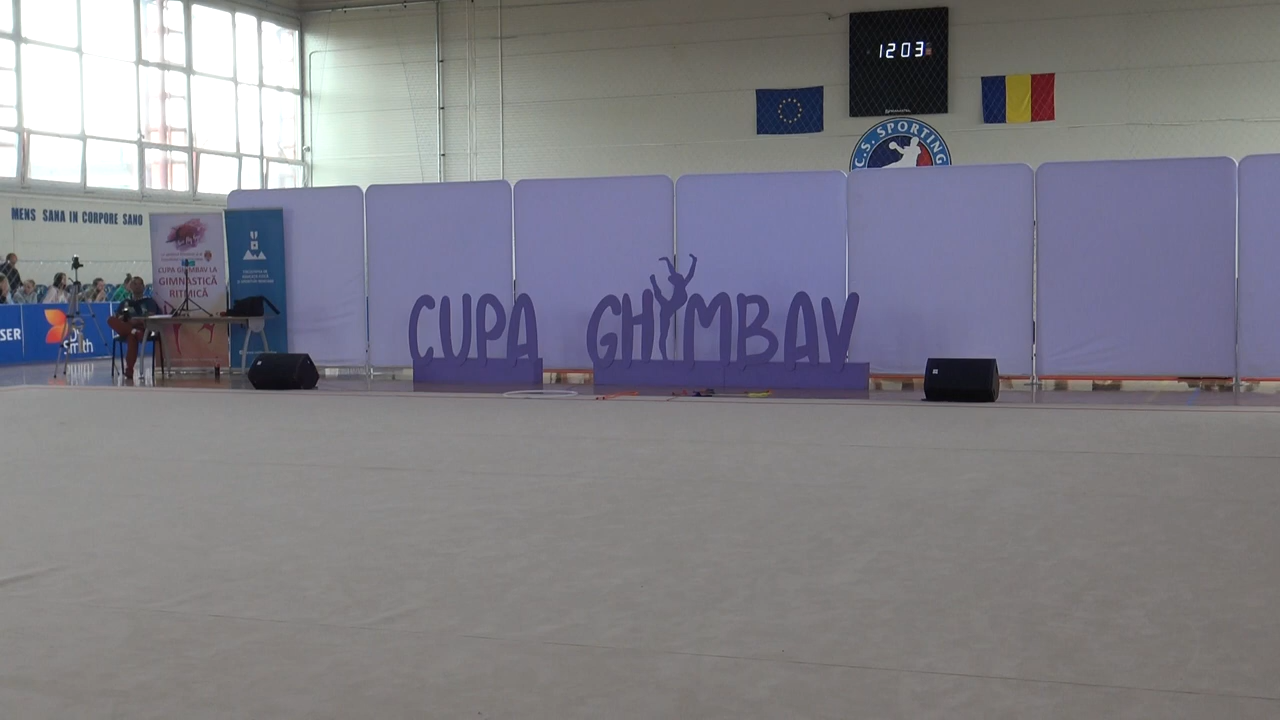 1203
C.S. SPORTING
MENS SANA IN CORPORE SANO
CUPA GHIMBAV LA
GIMNASTICĂ
RITMICĂ
SER
Smith
CUPA GHIMBAV